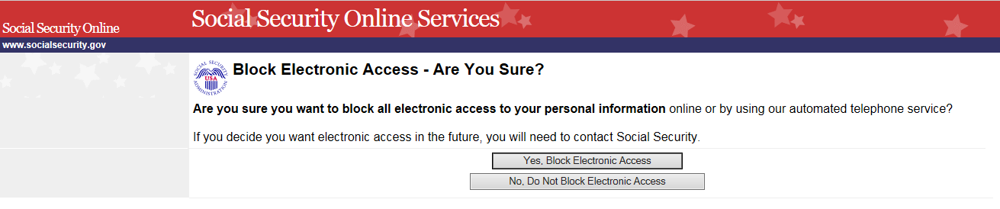 Social Security Online
Social Security Online Services
www.socialsecurity.gov
SOCIAL SECURITY
USA
ADMINISTRATION
Block Electronic Access - Are You Sure?
Are you sure you want to block all electronic access to your personal information online or by using our automated telephone service?
If you decide you want electronic access in the future, you will need to contact Social Security.
Yes, Block Electronic Access
No, Do Not Block Electronic Access